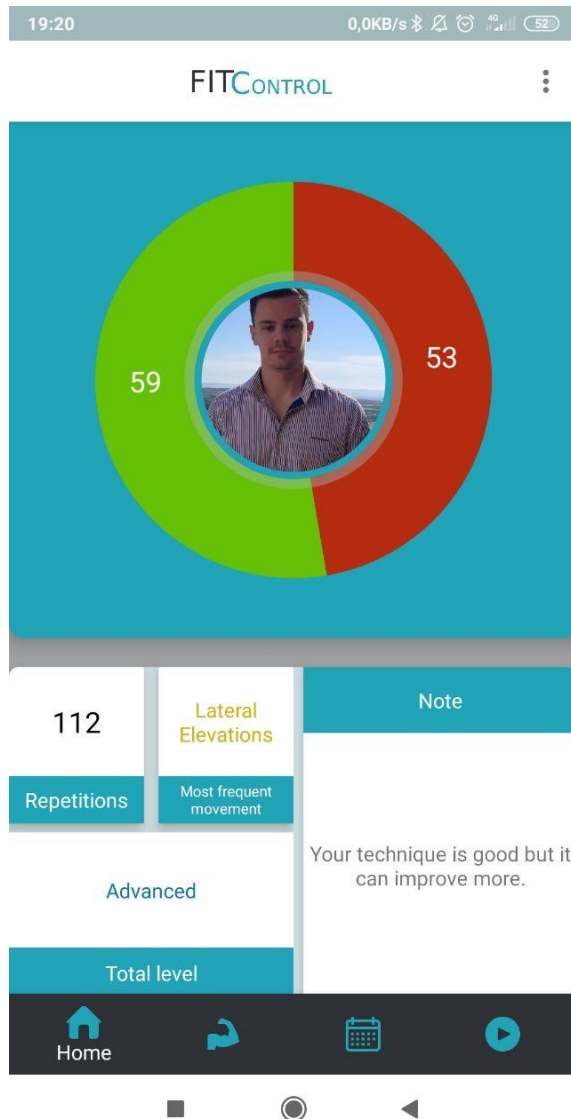 19:20 0,0KB/s 4G 52
FITCONTROL
59
53
112
Lateral
Elevations
Note
Repetitions
Most frequent
movement
Your technique is good but it
can improve more.
Advanced
Total level
Home